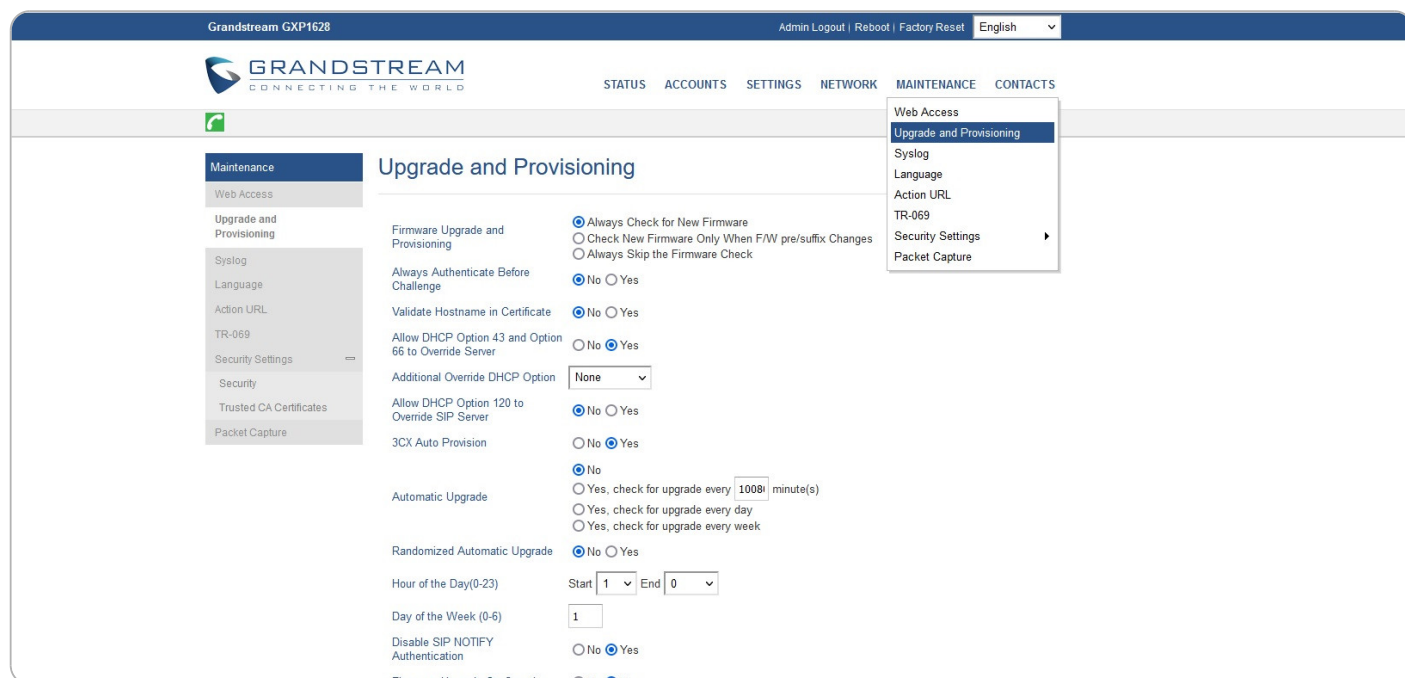 Grandstream GXP1628
Admin Logout | Reboot | Factory Reset English
GRANDSTREAM
CONNECTING THE WORLD
STATUS ACCOUNTS SETTINGS NETWORK MAINTENANCE CONTACTS
Web Access
Upgrade and Provisioning
Syslog
Language
Action URL
TR-069
Security Settings
Packet Capture
Maintenance
Web Access
Upgrade and
Provisioning
Syslog
Language
Action URL
TR-069
Security Settings
Security
Trusted CA Certificates
Packet Capture
Upgrade and Provisioning
Firmware Upgrade and
Provisioning
Always Check for New Firmware
Check New Firmware Only When F/W pre/suffix Changes
Always Skip the Firmware Check
Always Authenticate Before
Challenge
No Yes
Validate Hostname in Certificate No Yes
Allow DHCP Option 43 and Option
66 to Override Server
No Yes
Additional Override DHCP Option None
Allow DHCP Option 120 to
Override SIP Server
No Yes
3CX Auto Provision No Yes
Automatic Upgrade
No
Yes, check for upgrade every 1008 minute(s)
Yes, check for upgrade every day
Yes, check for upgrade every week
Randomized Automatic Upgrade No Yes
Hour of the Day(0-23) Start 1 End 0
Day of the Week (0-6) 1
Disable SIP NOTIFY
Authentication
No Yes